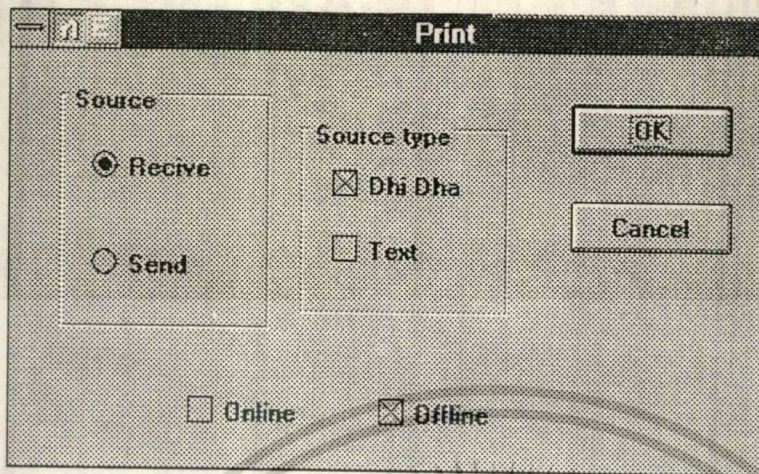 Print
Source
Recive
Send
Source type
Dhi Dha
Text
OK
Cancel
Online
Offline